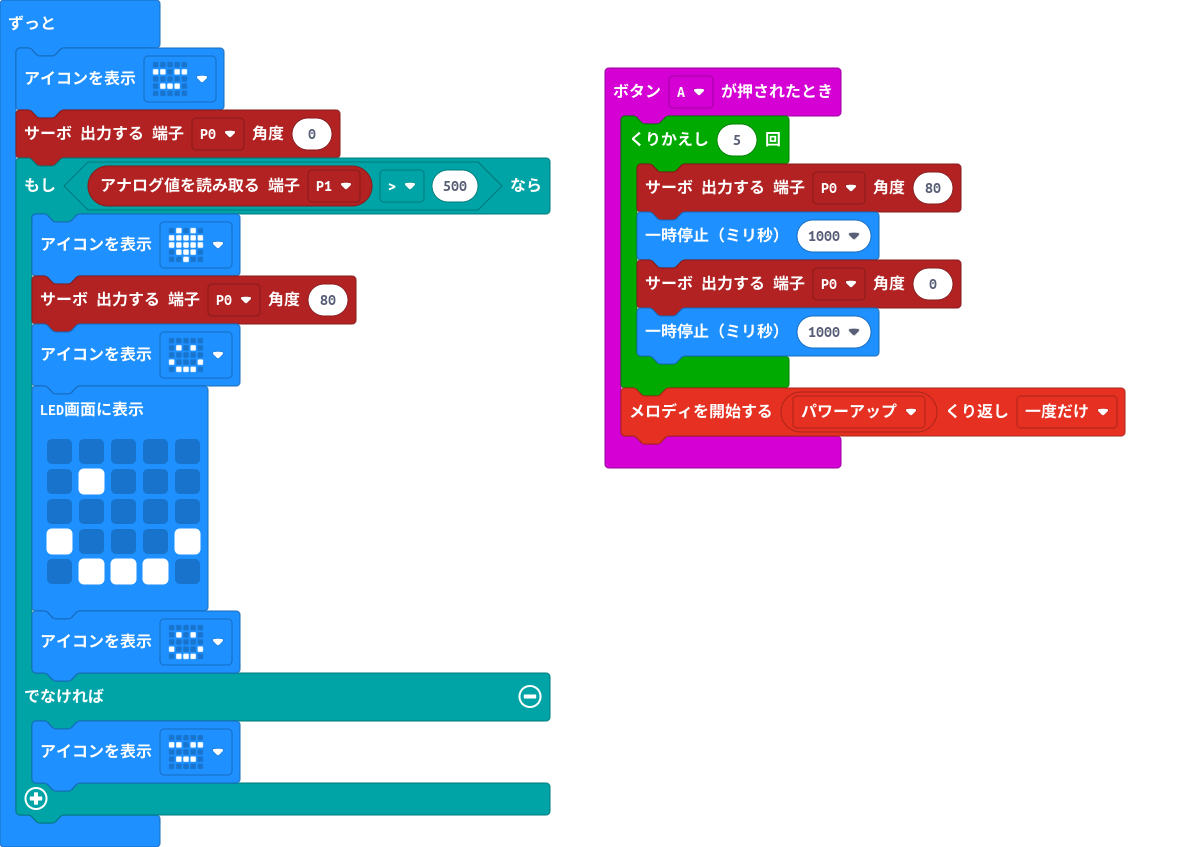 ずっと
アイコンを表示
サーボ 出力する 端子 P0 角度 0
もし アナログ値を読み取る 端子 P1 > 500 なら
アイコンを表示
サーボ 出力する 端子 P0 角度 80
アイコンを表示
LED画面に表示
アイコンを表示
でなければ
アイコンを表示
ボタン A が押されたとき
くりかえし 5 回
サーボ 出力する 端子 P0 角度 80
一時停止（ミリ秒） 1000
サーボ 出力する 端子 P0 角度 0
一時停止（ミリ秒） 1000
メロディを開始する パワーアップ くり返し 一度だけ